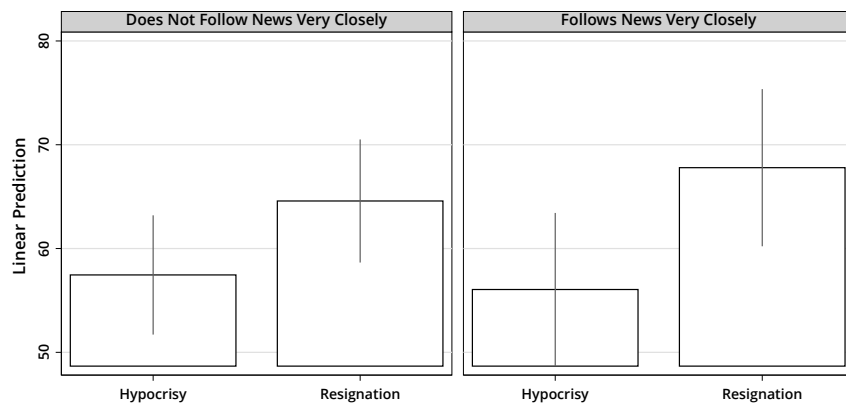 Does Not Follow News Very Closely
Follows News Very Closely
Linear Prediction
80
70
60
50
Hypocrisy
Resignation
Hypocrisy
Resignation